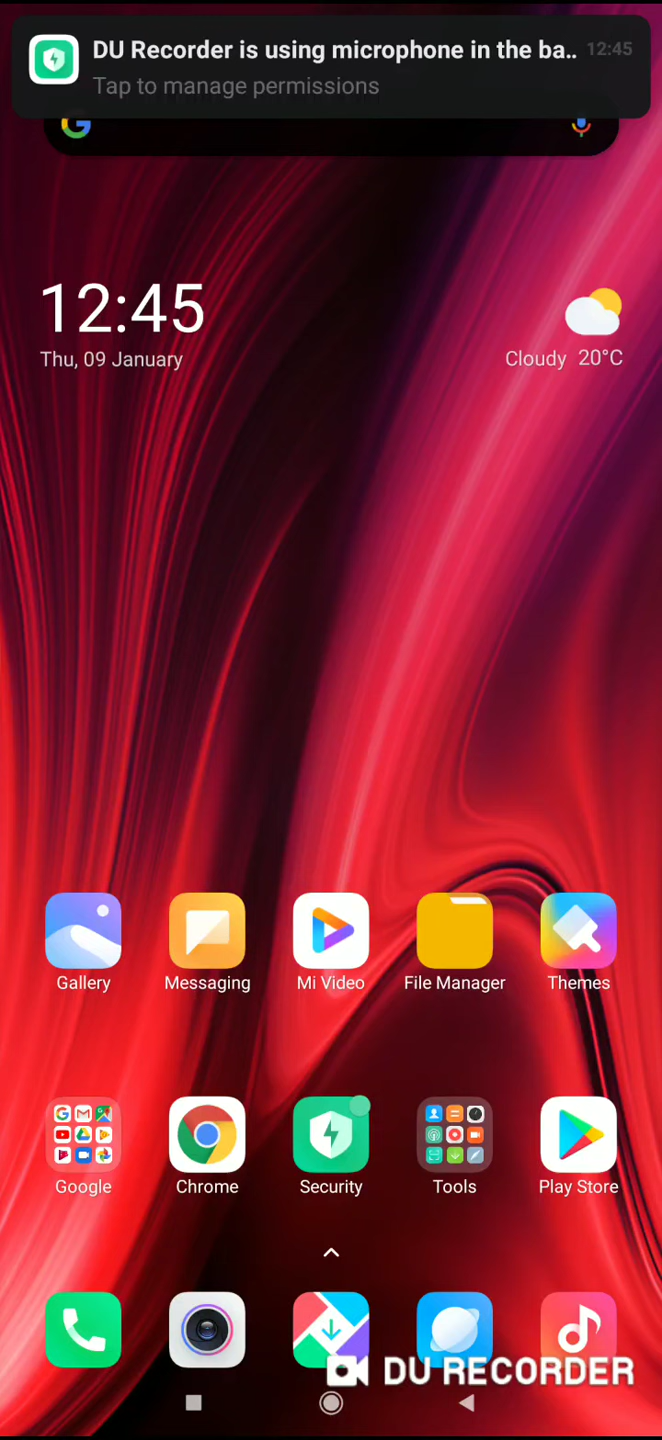 DU Recorder is using microphone in the ba.. 12:45
Tap to manage permissions
12:45
Thu, 09 January
Cloudy 20°C
Gallery Messaging Mi Video File Manager Themes
Google Chrome Security Tools Play Store
DU RECORDER